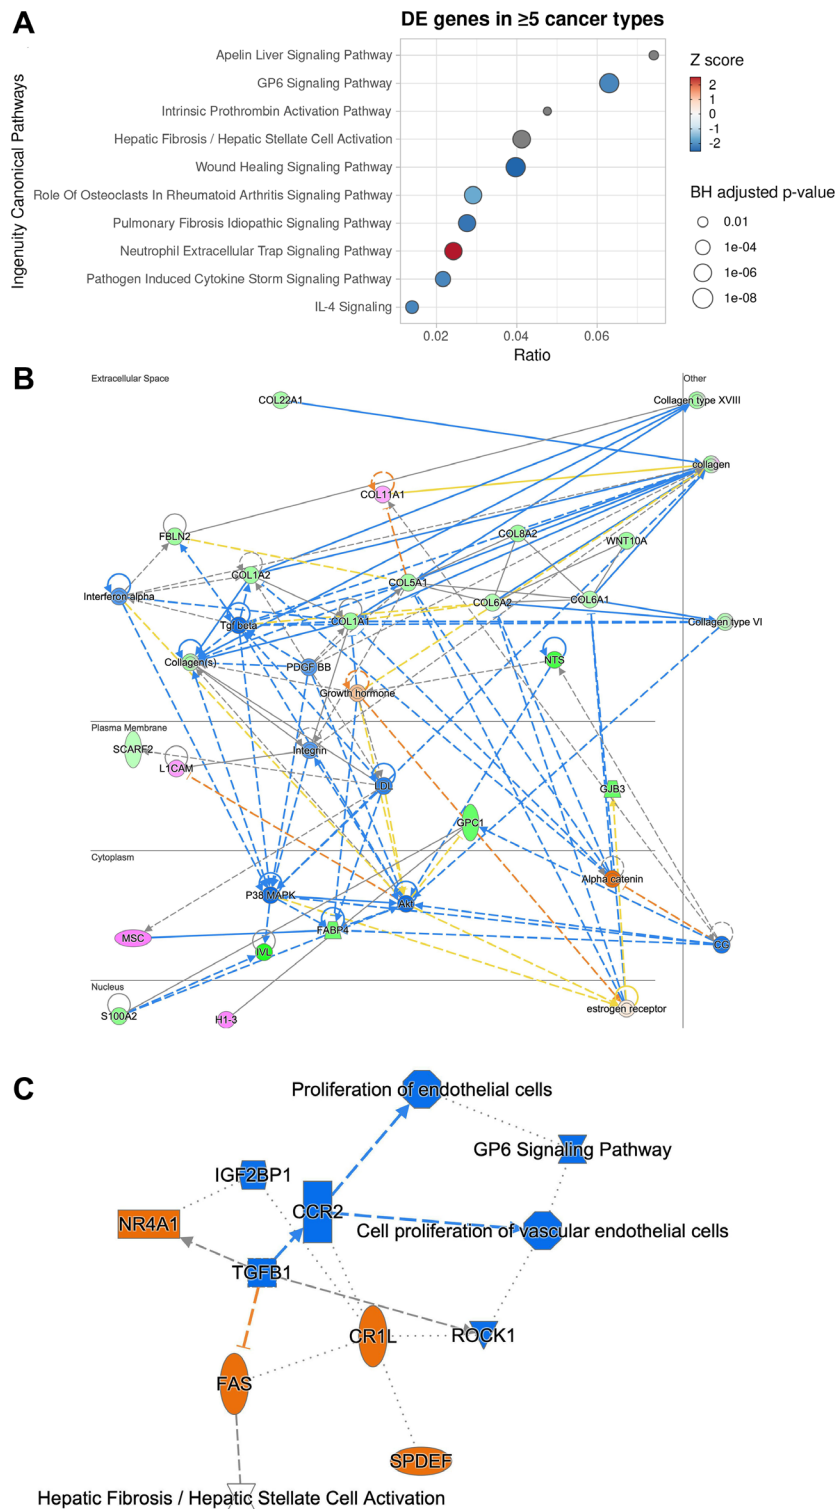 A
DE genes in ≥5 cancer types
Ingenuity Canonical Pathways
Apelin Liver Signaling Pathway
GP6 Signaling Pathway
Intrinsic Prothrombin Activation Pathway
Hepatic Fibrosis / Hepatic Stellate Cell Activation
Wound Healing Signaling Pathway
Role Of Osteoclasts In Rheumatoid Arthritis Signaling Pathway
Pulmonary Fibrosis Idiopathic Signaling Pathway
Neutrophil Extracellular Trap Signaling Pathway
Pathogen Induced Cytokine Storm Signaling Pathway
IL-4 Signaling
0.02 0.04 0.06
Ratio
Z score
2
1
0
-1
-2
BH adjusted p-value
0.01
1e-04
1e-06
1e-08
B
Extracellular Space
Other
COL22A1
Collagen type XVIII
collagen
COL11A1
FBLN2
COL8A2
WNT10A
COL1A2
COL5A1
Interferon alpha
COL6A2
COL6A1
Tgf beta
COL1A1
Collagen type VI
Collagen(s)
PDGF BB
NTS
Growth hormone
Plasma Membrane
SCARF2
L1CAM
Integrin
LDL
GJB3
GPC1
Cytoplasm
Alpha catenin
P38 MAPK
Akt
MSC
FABP4
CG
IVL
Nucleus
S100A2
H1-3
estrogen receptor
C
Proliferation of endothelial cells
GP6 Signaling Pathway
IGF2BP1
CCR2
NR4A1
Cell proliferation of vascular endothelial cells
TGFB1
CR1L
ROCK1
FAS
SPDEF
Hepatic Fibrosis / Hepatic Stellate Cell Activation